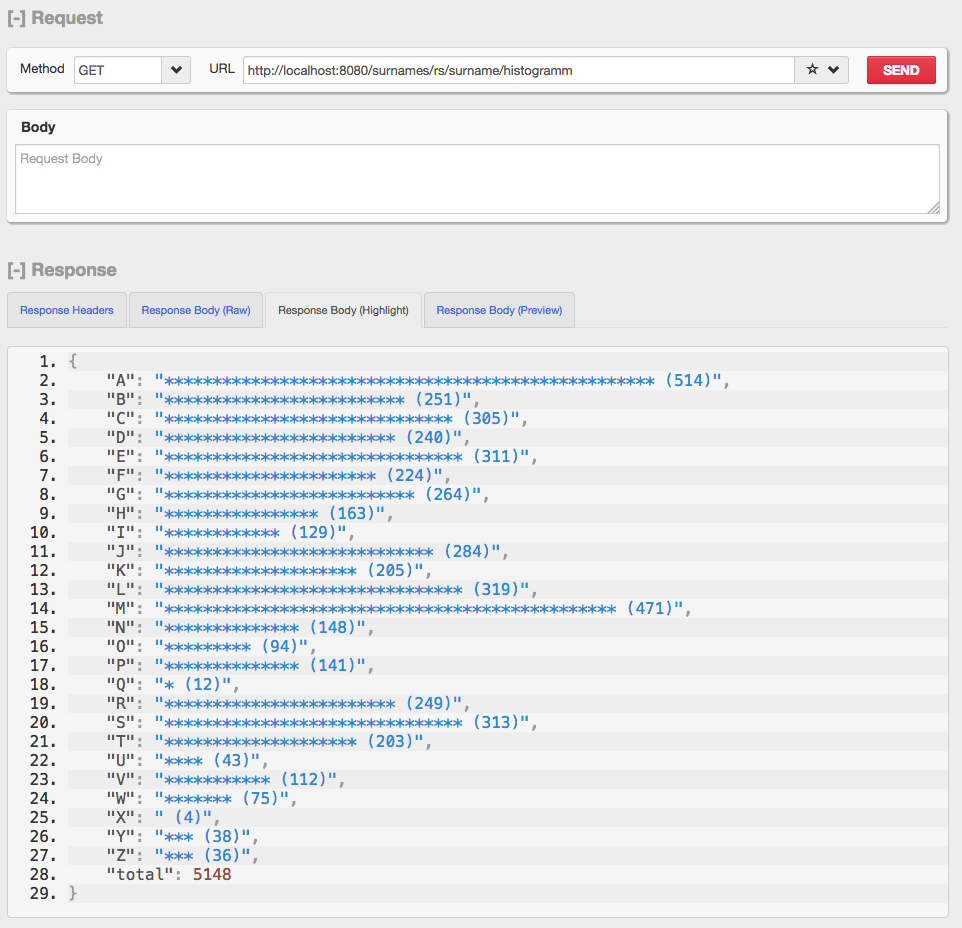 [-] Request
Method GET URL http://localhost:8080/surnames/rs/surname/histogramm SEND
Body
Request Body
[-] Response
Response Headers Response Body (Raw) Response Body (Highlight) Response Body (Preview)
1. {
2. "A": "*************************************************** (514)",
3. "B": "************************* (251)",
4. "C": "****************************** (305)",
5. "D": "************************ (240)",
6. "E": "******************************* (311)",
7. "F": "********************** (224)",
8. "G": "************************** (264)",
9. "H": "**************** (163)",
10. "I": "************ (129)",
11. "J": "**************************** (284)",
12. "K": "******************** (205)",
13. "L": "******************************* (319)",
14. "M": "*********************************************** (471)",
15. "N": "************** (148)",
16. "O": "********* (94)",
17. "P": "************** (141)",
18. "Q": "* (12)",
19. "R": "************************ (249)",
20. "S": "******************************* (313)",
21. "T": "******************** (203)",
22. "U": "**** (43)",
23. "V": "*********** (112)",
24. "W": "******* (75)",
25. "X": " (4)",
26. "Y": "*** (38)",
27. "Z": "*** (36)",
28. "total": 5148
29. }